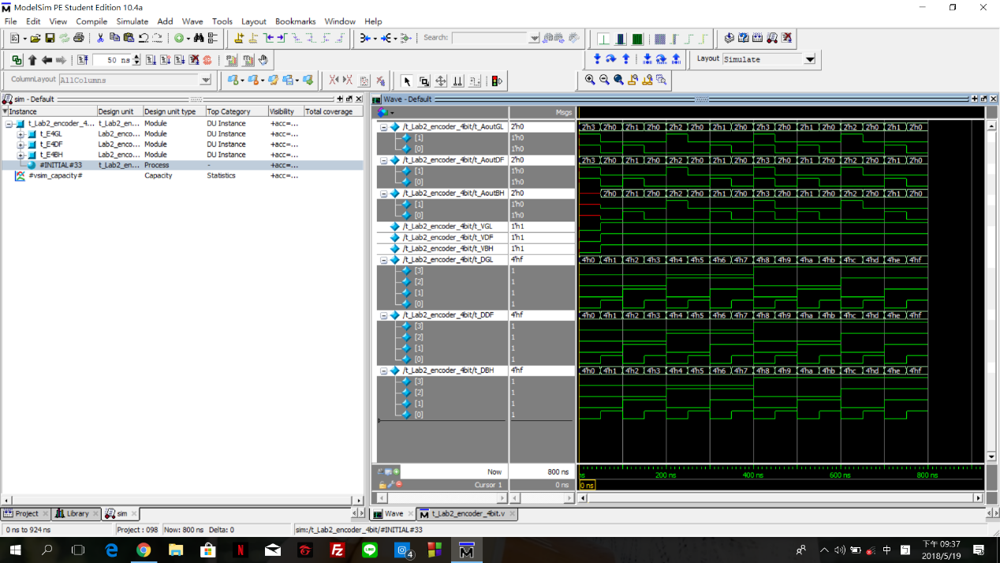 ModelSim PE Student Edition 10.4a
File Edit View Compile Simulate Add Wave Tools Layout Bookmarks Window Help
Search:
50 ns
Layout Simulate
ColumnLayout AllColumns
sim - Default
Instance Design unit Design unit type Top Category Visibility Total coverage
t_Lab2_encoder_4... t_Lab2_en... Module DU Instance +acc=...
t_E4GL Lab2_enco... Module DU Instance +acc=...
t_E4DF Lab2_enco... Module DU Instance +acc=...
t_E4BH Lab2_enco... Module DU Instance +acc=...
#INITIAL#33 t_Lab2_en... Process - +acc=...
#vsim_capacity# Capacity Statistics +acc=...
Wave - Default
Msgs
/t_Lab2_encoder_4bit/t_AoutGL 2'h0 2'h3 2'h0 2'h1 2'h0 2'h2 2'h0 2'h1 2'h0 2'h3 2'h0 2'h1 2'h0 2'h2 2'h0 2'h1 2'h0
[1] 1'h0
[0] 1'h0
/t_Lab2_encoder_4bit/t_AoutDF 2'h0 2'h3 2'h0 2'h1 2'h0 2'h2 2'h0 2'h1 2'h0 2'h3 2'h0 2'h1 2'h0 2'h2 2'h0 2'h1 2'h0
[1] 1'h0
[0] 1'h0
/t_Lab2_encoder_4bit/t_AoutBH 2'h0 2'h0 2'h1 2'h0 2'h2 2'h0 2'h1 2'h0 2'h3 2'h0 2'h1 2'h0 2'h2 2'h0 2'h1 2'h0
[1] 1'h0
[0] 1'h0
/t_Lab2_encoder_4bit/t_VGL 1'h1
/t_Lab2_encoder_4bit/t_VDF 1'h1
/t_Lab2_encoder_4bit/t_VBH 1'h1
/t_Lab2_encoder_4bit/t_DGL 4'hf 4'h0 4'h1 4'h2 4'h3 4'h4 4'h5 4'h6 4'h7 4'h8 4'h9 4'ha 4'hb 4'hc 4'hd 4'he 4'hf
[3] 1
[2] 1
[1] 1
[0] 1
/t_Lab2_encoder_4bit/t_DDF 4'hf 4'h0 4'h1 4'h2 4'h3 4'h4 4'h5 4'h6 4'h7 4'h8 4'h9 4'ha 4'hb 4'hc 4'hd 4'he 4'hf
[3] 1
[2] 1
[1] 1
[0] 1
/t_Lab2_encoder_4bit/t_DBH 4'hf 4'h0 4'h1 4'h2 4'h3 4'h4 4'h5 4'h6 4'h7 4'h8 4'h9 4'ha 4'hb 4'hc 4'hd 4'he 4'hf
[3] 1
[2] 1
[1] 1
[0] 1
Now 800 ns ns 200 ns 400 ns 600 ns 800 ns
Cursor 1 0 ns 0 ns
Project Library sim Wave t_Lab2_encoder_4bit.v
0 ns to 924 ns Project : 098 Now: 800 ns Delta: 0 sim:/t_Lab2_encoder_4bit/#INITIAL#33
4 中 下午 09:37
2018/5/19